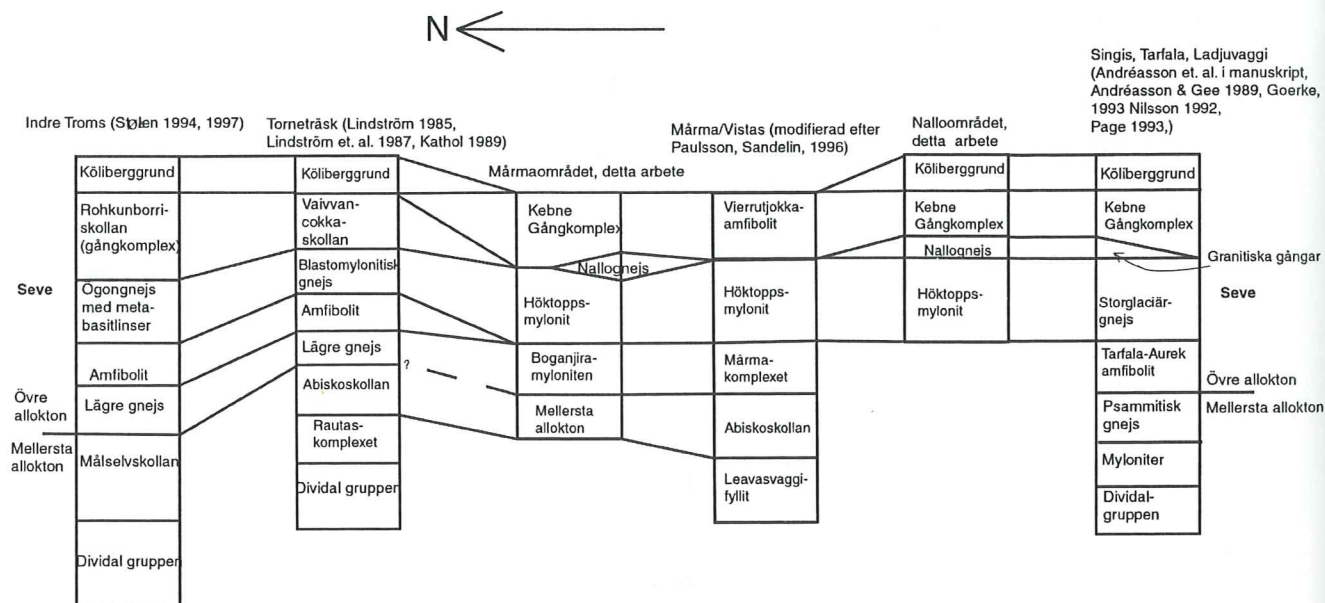 N
Indre Troms (Stølen 1994, 1997)
Köliberggrund
Rohkunborri-
skollan
(gångkomplex)
Ögongnejs
med meta-
basitlinser
Amfibolit
Lägre gnejs
Målselvskollan
Dividal grupper
Seve
Övre
allokton
Mellersta
allokton
Torneträsk (Lindström 1985,
Lindström et. al. 1987, Kathol 1989)
Köliberggrund
Vaivvan-
cokka-
skollan
Blastomylonitisk
gnejs
Amfibolit
Lägre gnejs
Abiskoskollan
Rautas-
komplexet
Dividal gruppen
?
Mårmaområdet, detta arbete
Kebne
Gångkomplex
Nallognejs
Höktopps-
mylonit
Boganjira-
myloniten
Mellersta
allokton
Mårma/Vistas (modifierad efter
Paulsson, Sandelin, 1996)
Vierrutjokka-
amfibolit
Höktopps-
mylonit
Mårma-
komplexet
Abiskoskollan
Leavasvaggi-
fyllit
Nalloområdet,
detta arbete
Köliberggrund
Kebne
Gångkomplex
Nallognejs
Höktopps-
mylonit
Singis, Tarfala, Ladjuvaggi
(Andréasson et. al. i manuskript,
Andréasson & Gee 1989, Goerke,
1993 Nilsson 1992,
Page 1993,)
Köliberggrund
Kebne
Gångkomplex
Granitiska gångar
Storglaciär-
gnejs
Tarfala-Aurek
amfibolit
Psammitisk
gnejs
Myloniter
Dividal-
gruppen
Seve
Övre allokton
Mellersta allokton